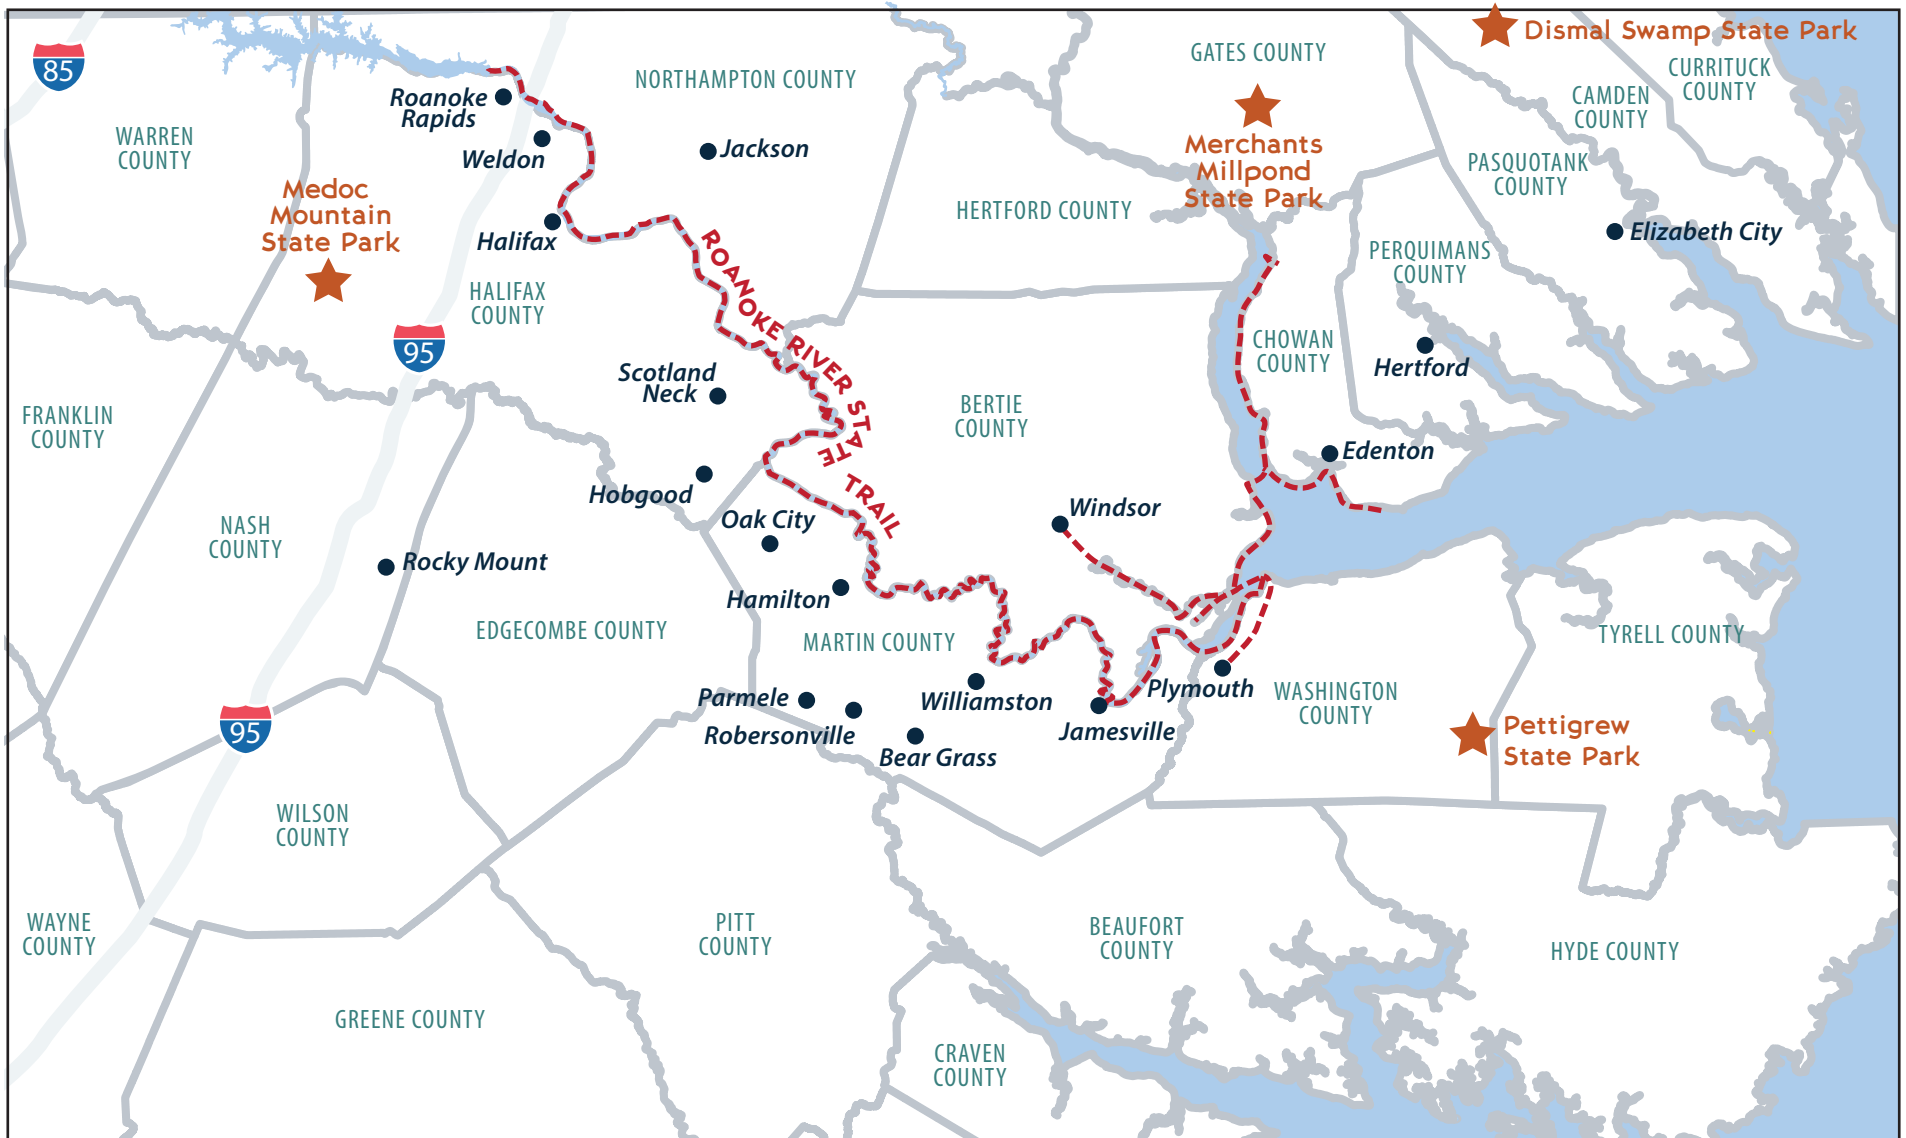 85
Dismal Swamp State Park
GATES COUNTY
CURRITUCK
COUNTY
NORTHAMPTON COUNTY
CAMDEN
COUNTY
Roanoke
Rapids
WARREN
COUNTY
Weldon
Jackson
Merchants
Millpond
State Park
PASQUOTANK
COUNTY
Medoc
Mountain
State Park
HERTFORD COUNTY
Halifax
Elizabeth City
PERQUIMANS
COUNTY
HALIFAX
COUNTY
ROANOKE RIVER STATE TRAIL
95
CHOWAN
COUNTY
Hertford
Scotland
Neck
FRANKLIN
COUNTY
BERTIE
COUNTY
Edenton
Hobgood
Windsor
Oak City
NASH
COUNTY
Rocky Mount
Hamilton
EDGECOMBE COUNTY
MARTIN COUNTY
TYRELL COUNTY
Parmele
Williamston
Plymouth
WASHINGTON
COUNTY
95
Robersonville
Jamesville
Pettigrew
State Park
Bear Grass
WILSON
COUNTY
WAYNE
COUNTY
PITT
COUNTY
BEAUFORT
COUNTY
HYDE COUNTY
GREENE COUNTY
CRAVEN
COUNTY